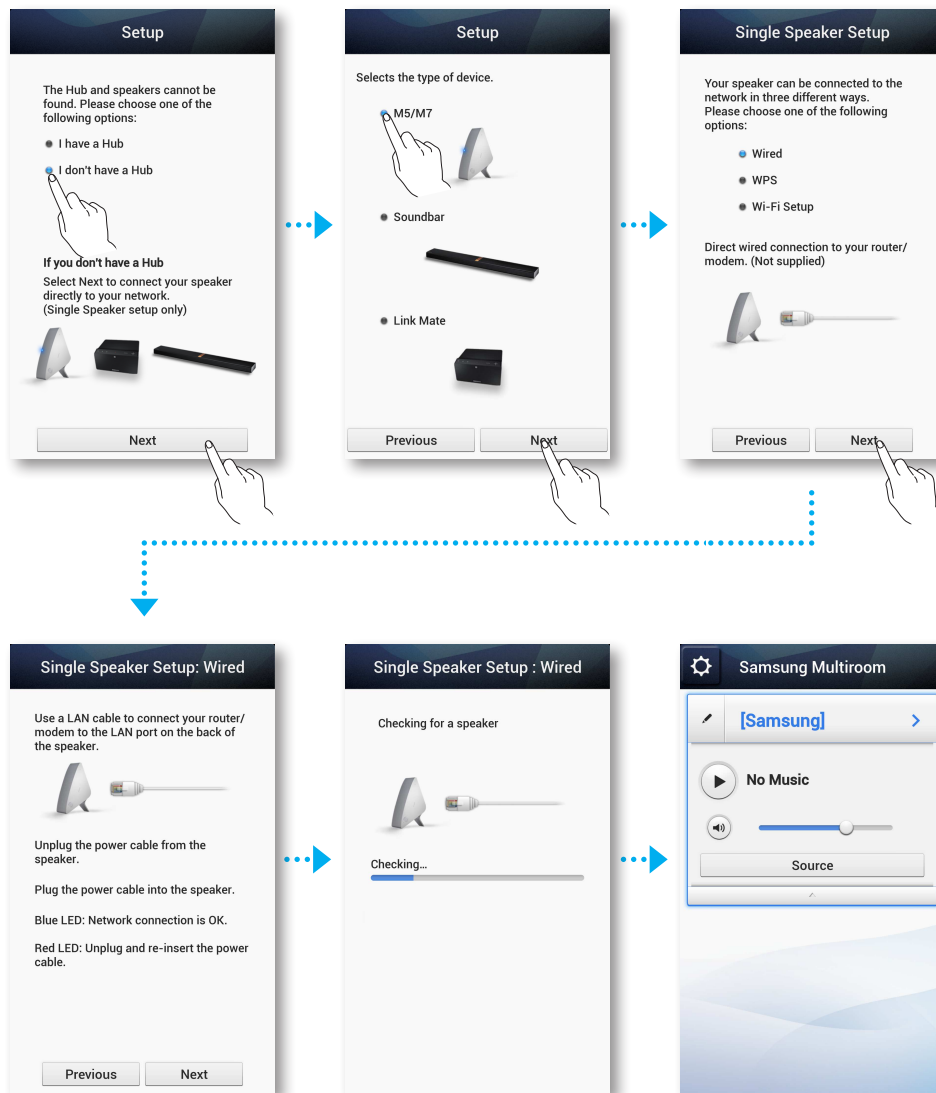 Setup
The Hub and speakers cannot be
found. Please choose one of the
following options:
I have a Hub
I don't have a Hub
If you don't have a Hub
Select Next to connect your speaker
directly to your network.
(Single Speaker setup only)
Next
Setup
Selects the type of device.
M5/M7
Soundbar
Link Mate
Previous
Next
Single Speaker Setup
Your speaker can be connected to the
network in three different ways.
Please choose one of the following
options:
Wired
WPS
Wi-Fi Setup
Direct wired connection to your router/
modem. (Not supplied)
Previous
Next
Single Speaker Setup: Wired
Use a LAN cable to connect your router/
modem to the LAN port on the back of
the speaker.
Unplug the power cable from the
speaker.
Plug the power cable into the speaker.
Blue LED: Network connection is OK.
Red LED: Unplug and re-insert the power
cable.
Previous
Next
Single Speaker Setup : Wired
Checking for a speaker
Checking...
Samsung Multiroom
[Samsung]
No Music
Source